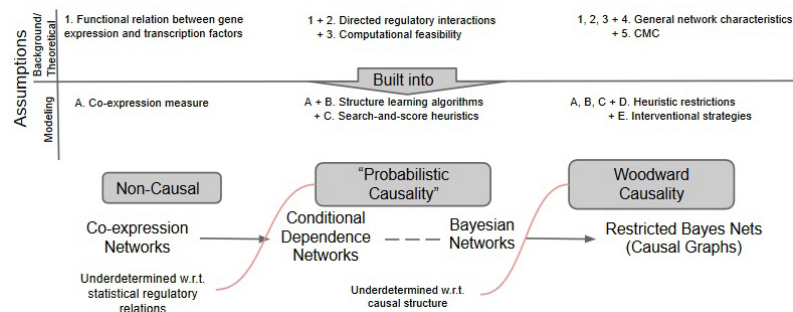 Assumptions
Background/
Theoretical
1. Functional relation between gene
expression and transcription factors
1 + 2. Directed regulatory interactions
+ 3. Computational feasibility
1, 2, 3 + 4. General network characteristics
+ 5. CMC
Built into
Modeling
A. Co-expression measure
A + B. Structure learning algorithms
+ C. Search-and-score heuristics
A, B, C + D. Heuristic restrictions
+ E. Interventional strategies
Non-Causal
"Probabilistic
Causality"
Woodward
Causality
Co-expression
Networks
Conditional
Dependence
Networks
Bayesian
Networks
Restricted Bayes Nets
(Causal Graphs)
Underdetermined w.r.t.
statistical regulatory
relations
Underdetermined w.r.t.
causal structure